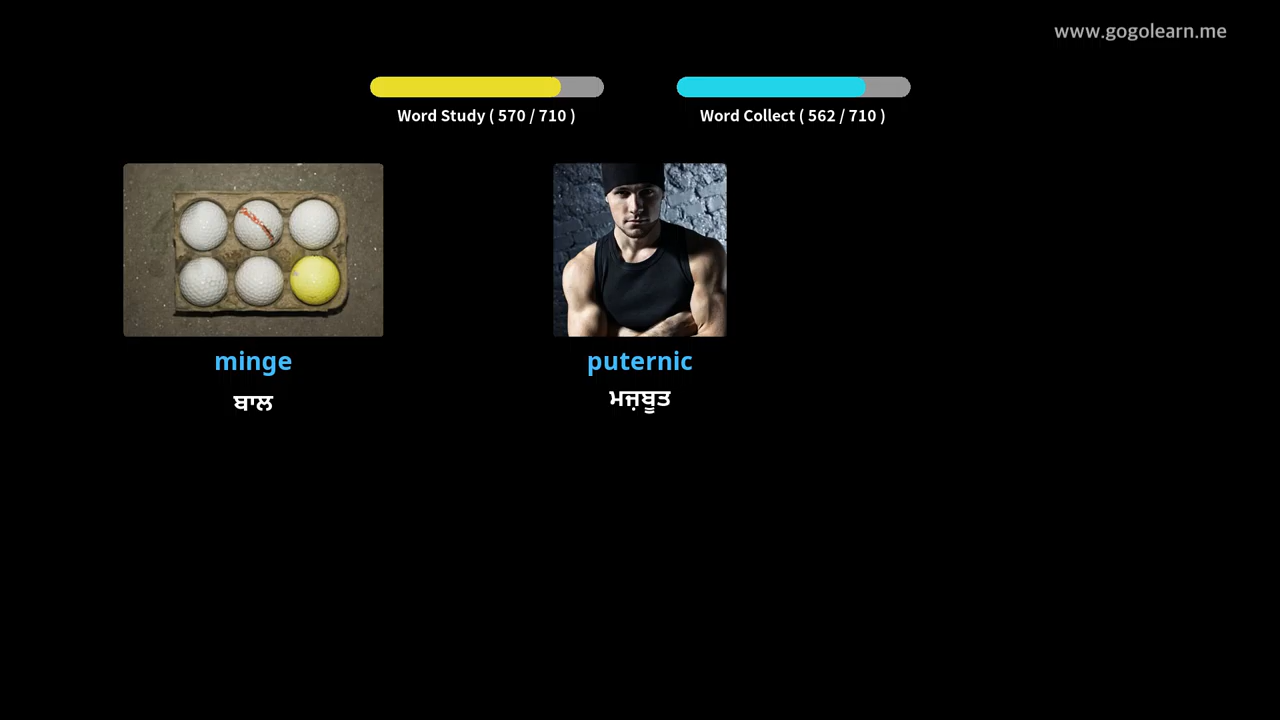 www.gogolearn.me
Word Study ( 570 / 710 )
Word Collect ( 562 / 710 )
minge
puternic
ਬਾਲ
ਮਜ਼ਬੂਤ